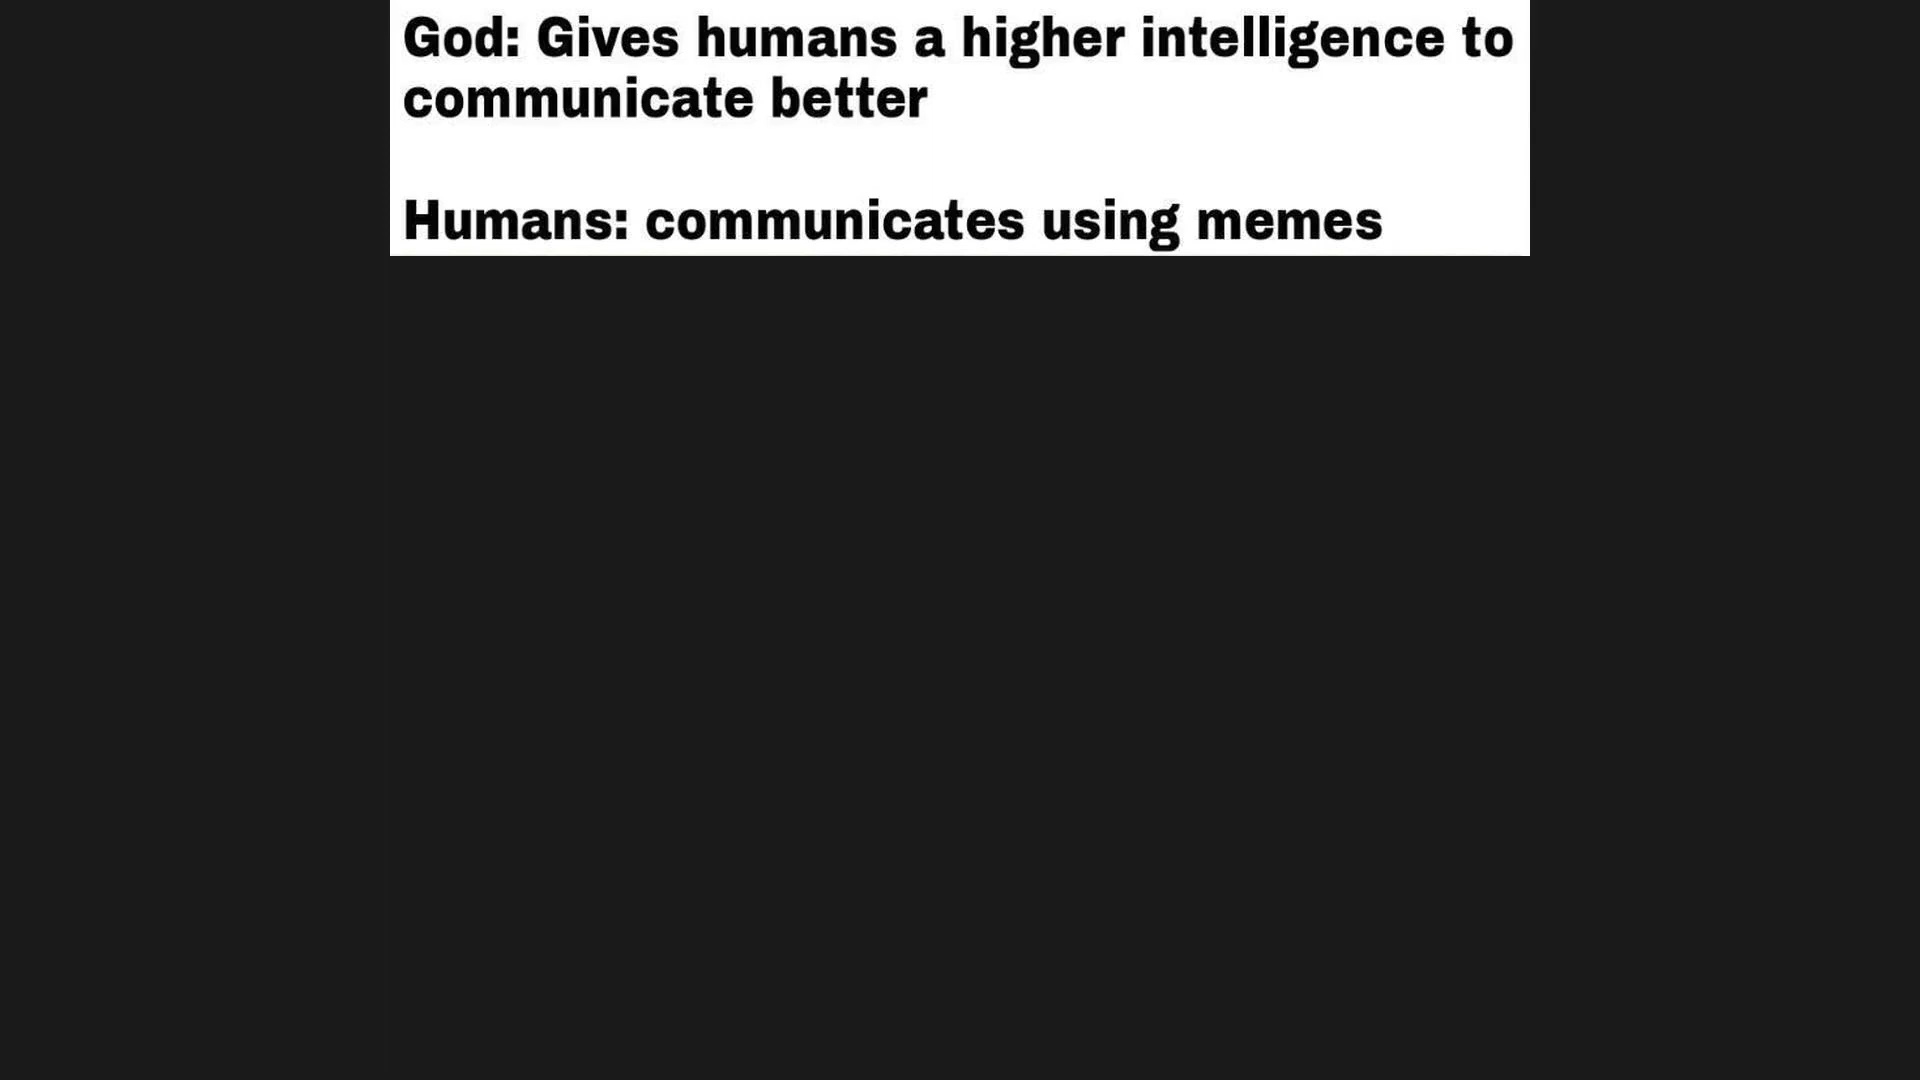 God: Gives humans a higher intelligence to
communicate better
Humans: communicates using memes